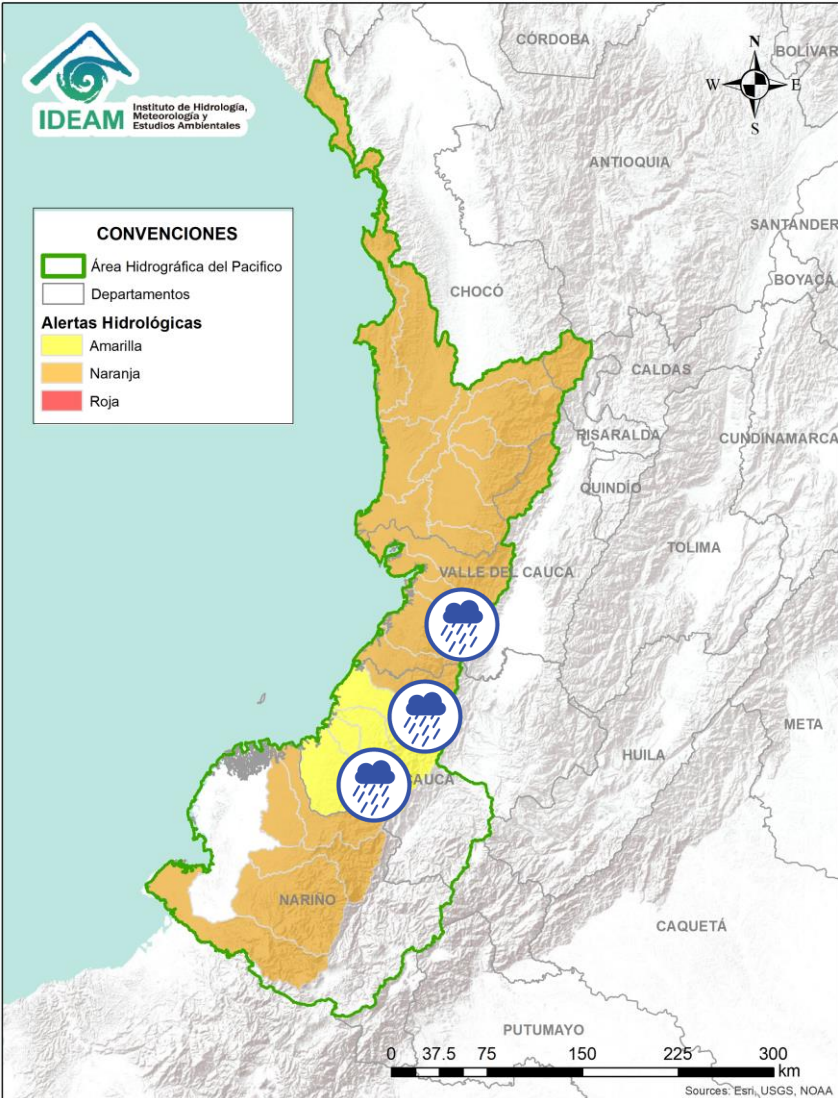 IDEAM
Instituto de Hidrología,
Meteorología y
Estudios Ambientales
CÓRDOBA
BOLÍVAR
N
W
E
S
ANTIOQUIA
SANTANDER
BOYACÁ
CONVENCIONES
Área Hidrográfica del Pacifico
Departamentos
Alertas Hidrológicas
Amarilla
Naranja
Roja
CHOCÓ
CALDAS
RISARALDA
CUNDINAMARCA
QUINDÍO
TOLIMA
VALLE DEL CAUCA
META
HUILA
CAUCA
NARIÑO
CAQUETÁ
PUTUMAYO
0 37.5 75 150 225 300
km
Sources: Esri, USGS, NOAA